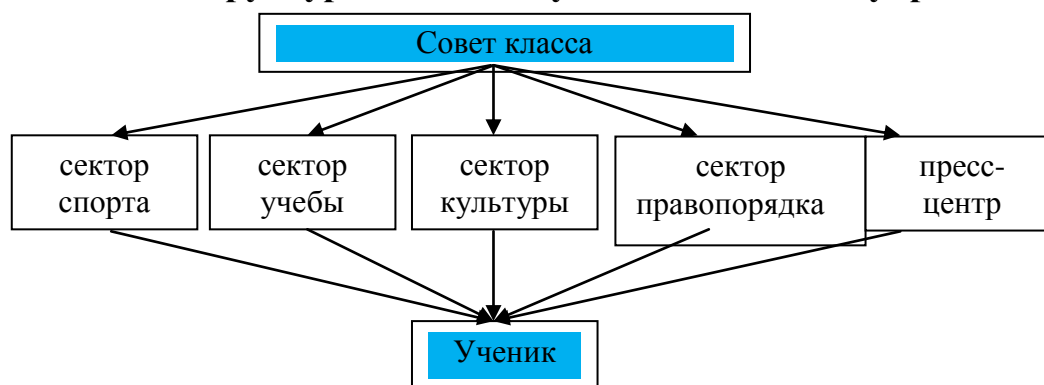 Совет класса
сектор
спорта
сектор
учебы
сектор
культуры
сектор
правопорядка
пресс-
центр
Ученик